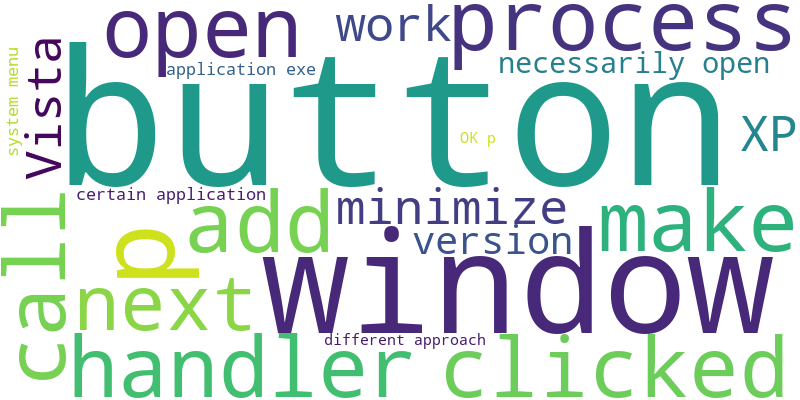 open
work
process
system menu
Vista
application exe
necessarily open
button
OK p
XP
certain application
call
p
add
minimize
make
version
window
next
different approach
handler
clicked